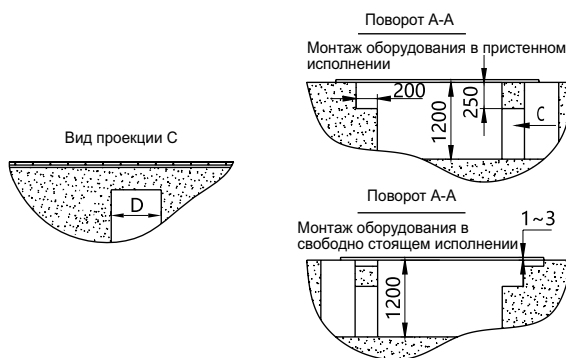 Поворот A-A
Монтаж оборудования в пристенном
исполнении
200
250
1200
C
Вид проекции C
D
Поворот A-A
Монтаж оборудования в
свободно стоящем исполнении
1~3
1200